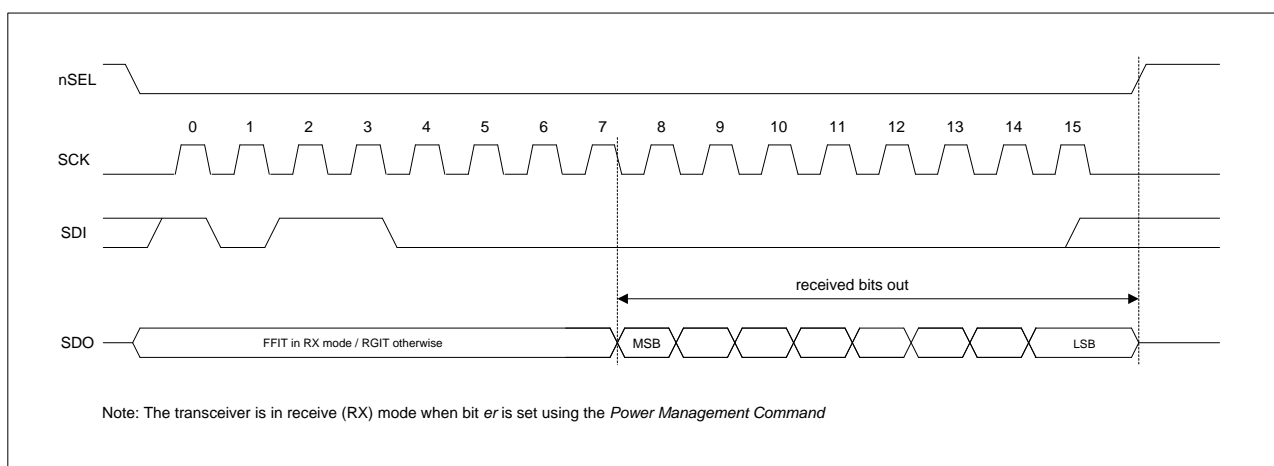 nSEL
0 1 2 3 4 5 6 7 8 9 10 11 12 13 14 15
SCK
SDI
received bits out
SDO
FFIT in RX mode / RGIT otherwise
MSB
LSB
Note: The transceiver is in receive (RX) mode when bit er is set using the Power Management Command